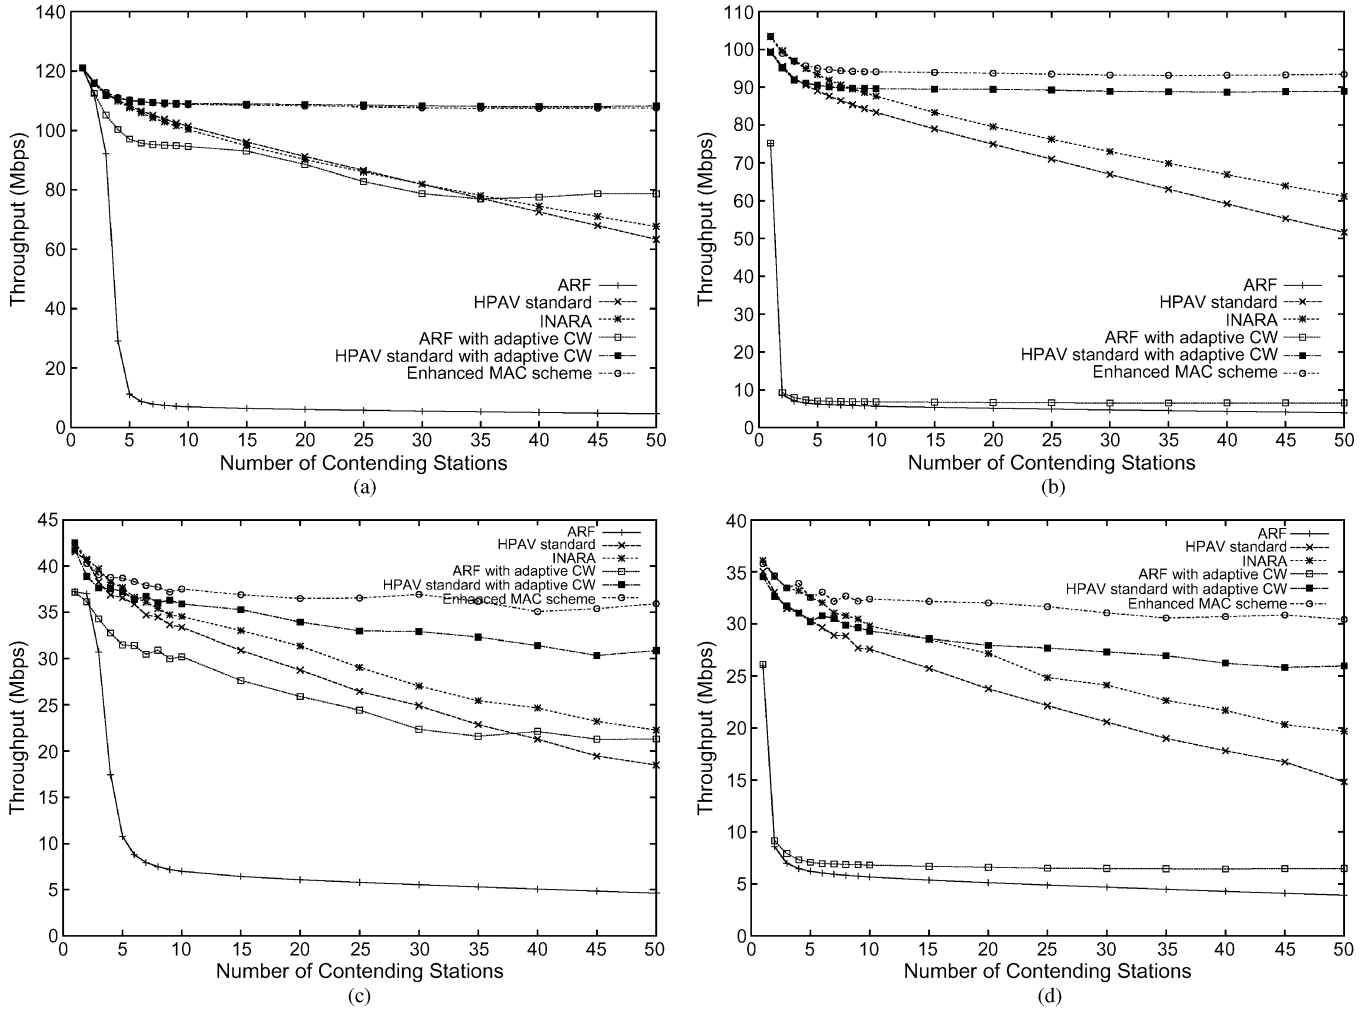 140
120
100
80
60
40
20
0
Throughput (Mbps)
ARF
HPAV standard
INARA
ARF with adaptive CW
HPAV standard with adaptive CW
Enhanced MAC scheme
0 5 10 15 20 25 30 35 40 45 50
Number of Contending Stations
(a)
110
100
90
80
70
60
50
40
30
20
10
0
Throughput (Mbps)
ARF
HPAV standard
INARA
ARF with adaptive CW
HPAV standard with adaptive CW
Enhanced MAC scheme
0 5 10 15 20 25 30 35 40 45 50
Number of Contending Stations
(b)
45
40
35
30
25
20
15
10
5
0
Throughput (Mbps)
ARF
HPAV standard
INARA
ARF with adaptive CW
HPAV standard with adaptive CW
Enhanced MAC scheme
0 5 10 15 20 25 30 35 40 45 50
Number of Contending Stations
(c)
40
35
30
25
20
15
10
5
0
Throughput (Mbps)
ARF
HPAV standard
INARA
ARF with adaptive CW
HPAV standard with adaptive CW
Enhanced MAC scheme
0 5 10 15 20 25 30 35 40 45 50
Number of Contending Stations
(d)